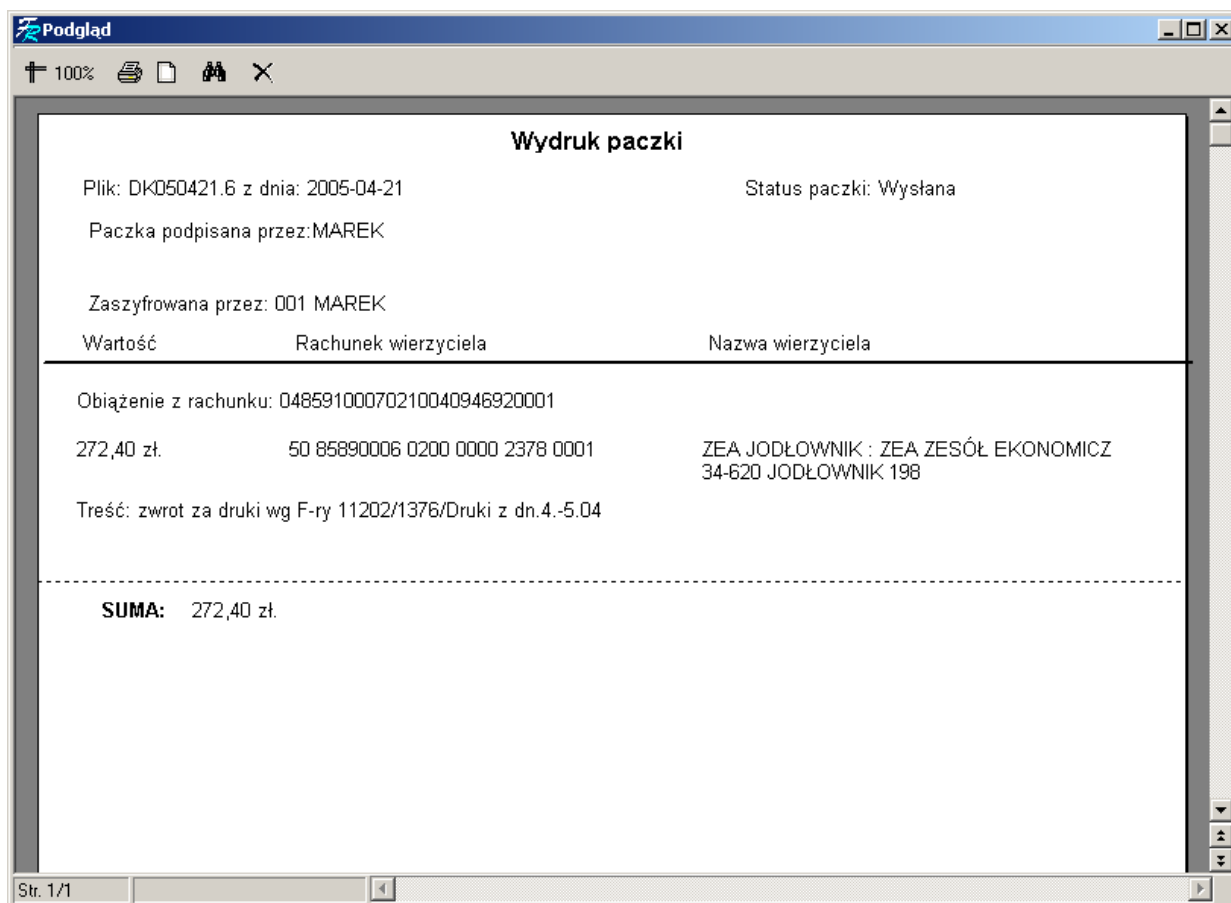 Podgląd
100%
Wydruk paczki
Plik: DK050421.6 z dnia: 2005-04-21 Status paczki: Wysłana
Paczka podpisana przez:MAREK
Zaszyfrowana przez: 001 MAREK
Wartość Rachunek wierzyciela Nazwa wierzyciela
Obiążenie z rachunku: 04859100070210040946920001
272,40 zł. 50 85890006 0200 0000 2378 0001 ZEA JODŁOWNIK : ZEA ZESÓŁ EKONOMICZ
34-620 JODŁOWNIK 198
Treść: zwrot za druki wg F-ry 11202/1376/Druki z dn.4.-5.04
SUMA: 272,40 zł.
Str. 1/1